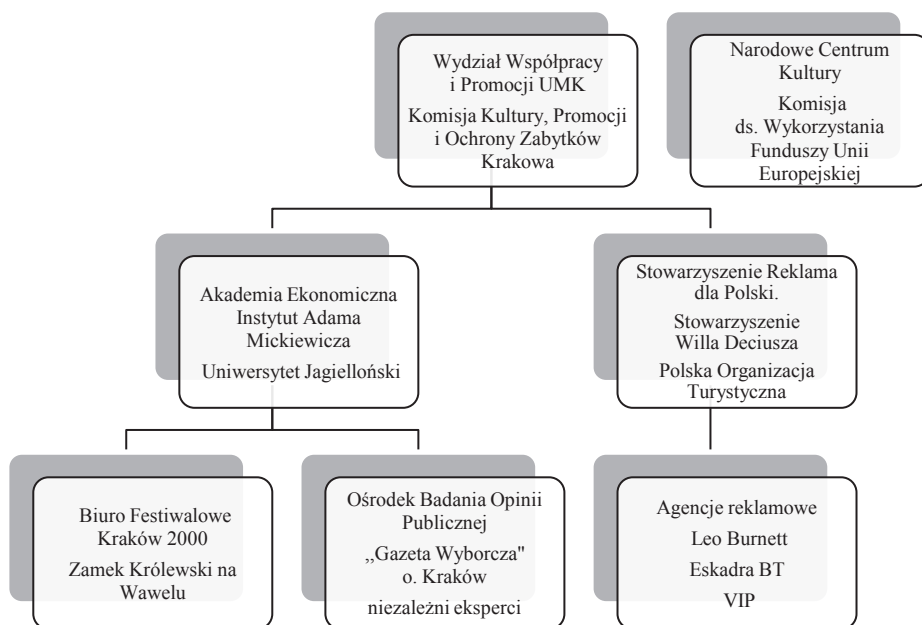 Wydział Współpracy
i Promocji UMK
Komisja Kultury, Promocji
i Ochrony Zabytków
Krakowa
Narodowe Centrum
Kultury
Komisja
ds. Wykorzystania
Funduszy Unii
Europejskiej
Akademia Ekonomiczna
Instytut Adama
Mickiewicza
Uniwersytet Jagielloński
Stowarzyszenie Reklama
dla Polski.
Stowarzyszenie
Willa Deciusza
Polska Organizacja
Turystyczna
Biuro Festiwalowe
Kraków 2000
Zamek Królewski na
Wawelu
Ośrodek Badania Opinii
Publicznej
,,Gazeta Wyborcza"
o. Kraków
niezależni eksperci
Agencje reklamowe
Leo Burnett
Eskadra BT
VIP